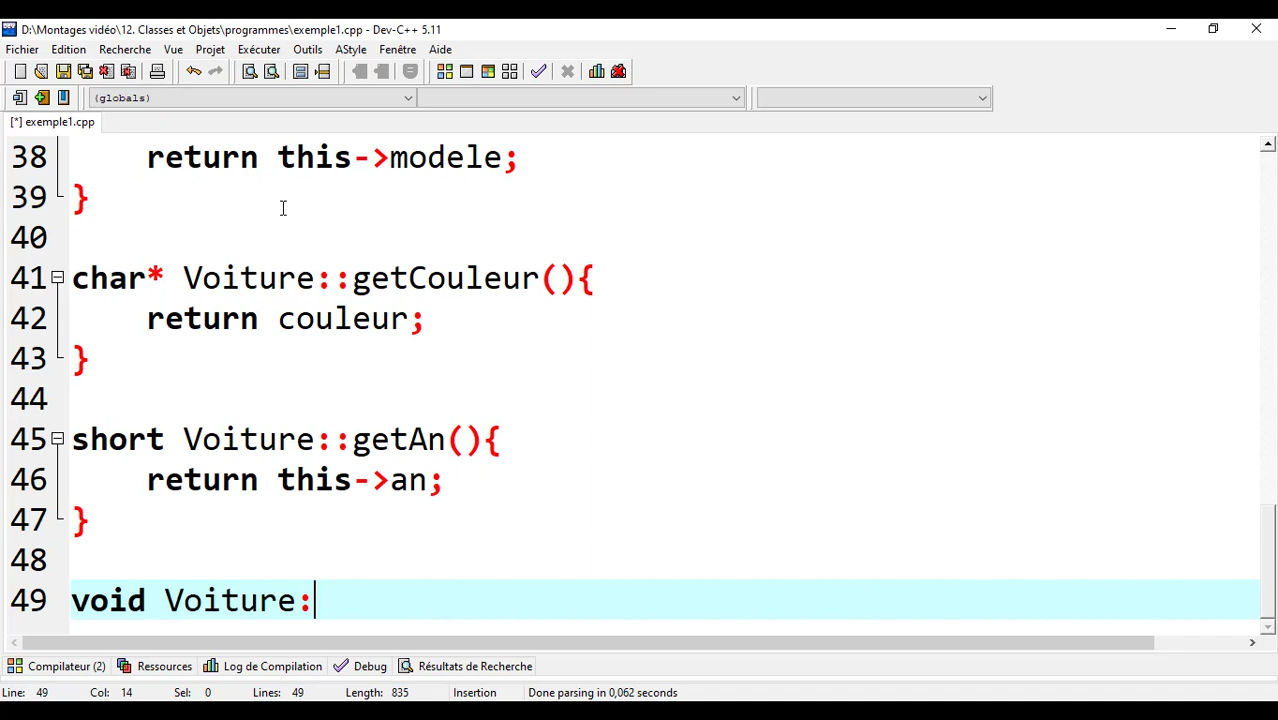 D:\Montages vidéo\12. Classes et Objets\programmes\exemple1.cpp - Dev-C++ 5.11
Fichier Edition Recherche Vue Projet Exécuter Outils AStyle Fenêtre Aide
(globals)
[*] exemple1.cpp
38 return this->modele;
39 }
40
41 char* Voiture::getCouleur(){
42 return couleur;
43 }
44
45 short Voiture::getAn(){
46 return this->an;
47 }
48
49 void Voiture:
Compilateur (2) Ressources Log de Compilation Debug Résultats de Recherche
Line: 49 Col: 14 Sel: 0 Lines: 49 Length: 835 Insertion Done parsing in 0,062 seconds